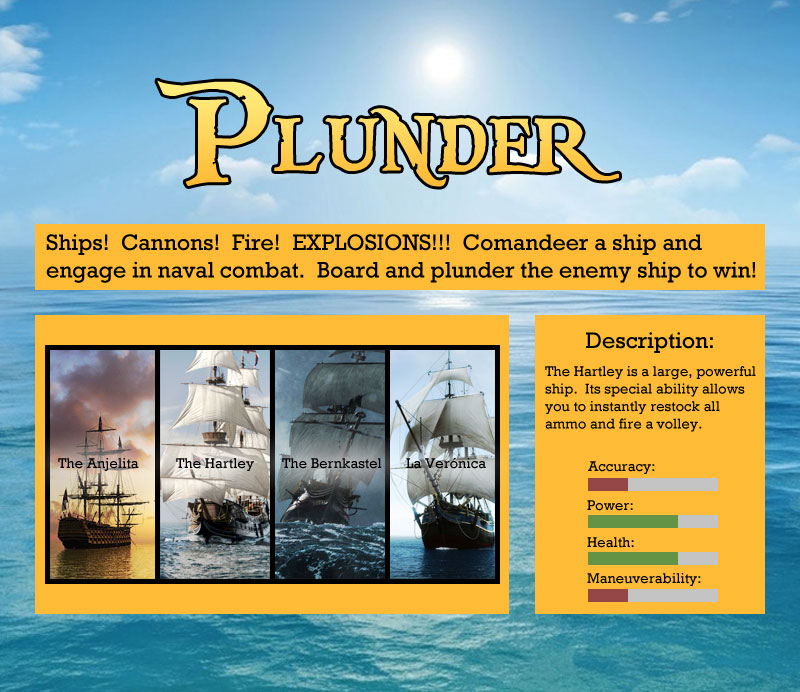 PLUNDER
Ships! Cannons! Fire! EXPLOSIONS!!! Comandeer a ship and
engage in naval combat. Board and plunder the enemy ship to win!
The Anjelita
The Hartley
The Bernkastel
La Verónica
Description:
The Hartley is a large, powerful
ship. Its special ability allows
you to instantly restock all
ammo and fire a volley.
Accuracy:
Power:
Health:
Maneuverability: